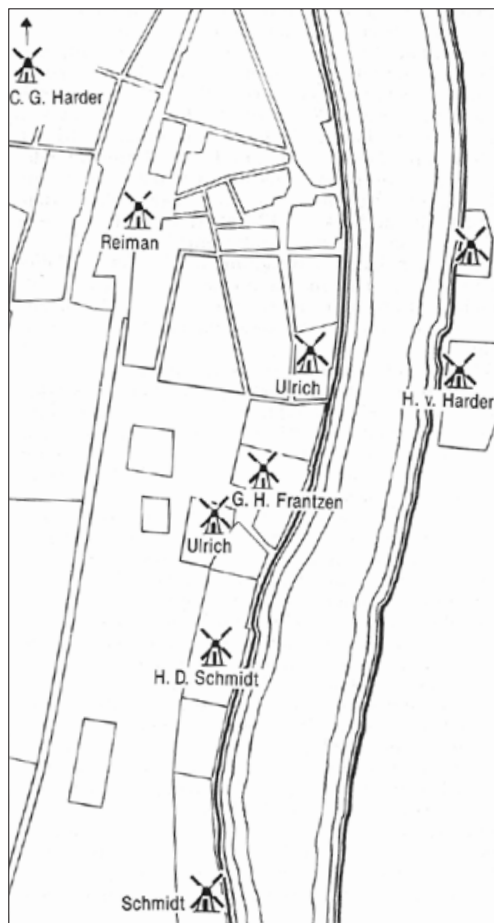 C. G. Harder
Reiman
Ulrich
H. v. Harder
G. H. Frantzen
Ulrich
H. D. Schmidt
Schmidt